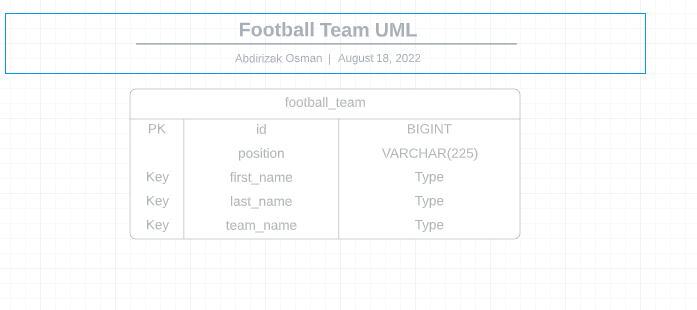 Football Team UML
Abdirizak Osman | August 18, 2022
football_team
PK id BIGINT
position VARCHAR(225)
Key first_name Type
Key last_name Type
Key team_name Type